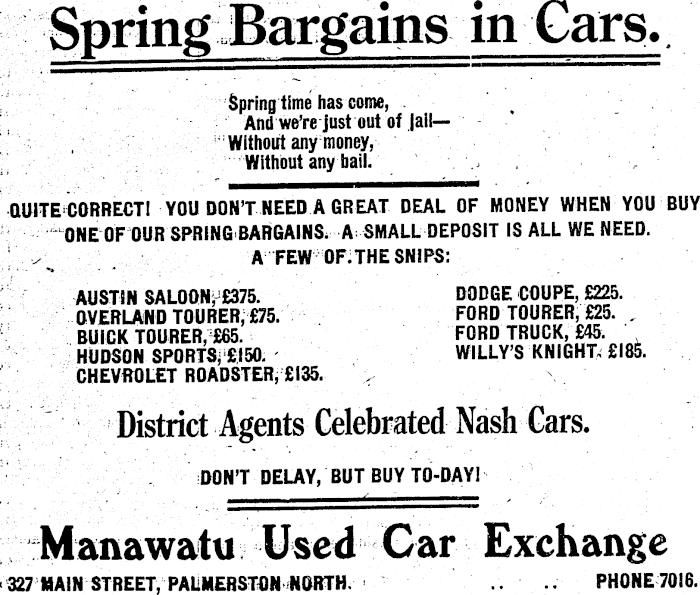 Spring Bargains in Cars.
Spring time has come,
And we're just out of Jail—
Without any money,
Without any bail.
QUITE CORRECT! YOU DON'T NEED A GREAT DEAL OF MONEY WHEN YOU BUY
ONE OF OUR SPRING BARGAINS. A SMALL DEPOSIT IS ALL WE NEED.
A FEW OF THE SNIPS:
AUSTIN SALOON, £375.
OVERLAND TOURER, £75.
BUICK TOURER, £65.
HUDSON SPORTS, £150.
CHEVROLET ROADSTER, £135.
DODGE COUPE, £225.
FORD TOURER, £25.
FORD TRUCK, £45.
WILLY'S KNIGHT. £185.
District Agents Celebrated Nash Cars.
DON'T DELAY, BUT BUY TO-DAY!
Manawatu Used Car Exchange
327 MAIN STREET, PALMERSTON NORTH. .. .. PHONE 7016.